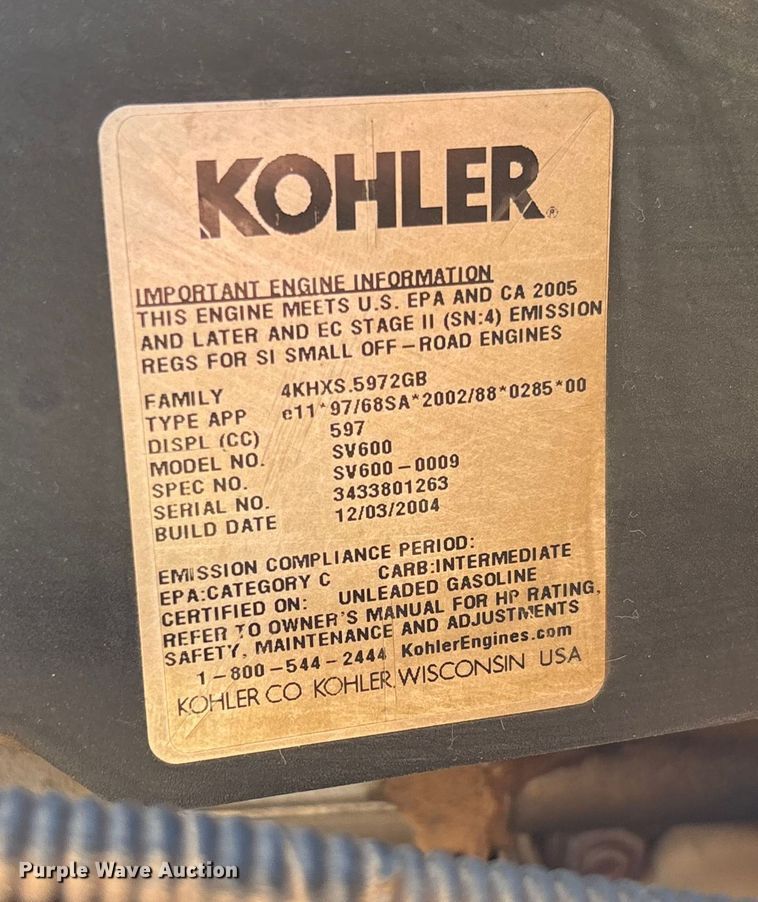 KOHLER®
IMPORTANT ENGINE INFORMATION
THIS ENGINE MEETS U.S. EPA AND CA 2005
AND LATER AND EC STAGE II (SN:4) EMISSION
REGS FOR SI SMALL OFF-ROAD ENGINES
FAMILY 4KHXS.5972GB
TYPE APP e11*97/68SA*2002/88*0285*00
DISPL (CC) 597
MODEL NO. SV600
SPEC NO. SV600-0009
SERIAL NO. 3433801263
BUILD DATE 12/03/2004
EMISSION COMPLIANCE PERIOD:
EPA:CATEGORY C CARB:INTERMEDIATE
CERTIFIED ON: UNLEADED GASOLINE
REFER TO OWNER'S MANUAL FOR HP RATING,
SAFETY, MAINTENANCE AND ADJUSTMENTS
1-800-544-2444 KohlerEngines.com
KOHLER CO KOHLER, WISCONSIN USA
Purple Wave Auction